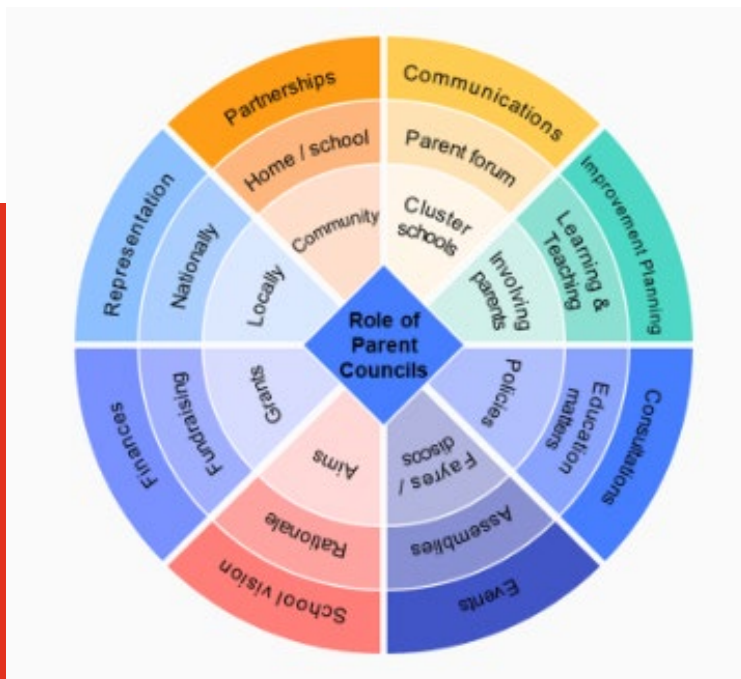 Role of
Parent
Councils
Partnerships
Home / school
Community
Communications
Parent forum
Cluster
schools
Improvement Planning
Learning &
Teaching
Involving
parents
Consultations
Education
matters
Policies
Events
Assemblies
Fayres /
discos
School vision
Rationale
Aims
Finances
Fundraising
Grants
Representation
Nationally
Locally